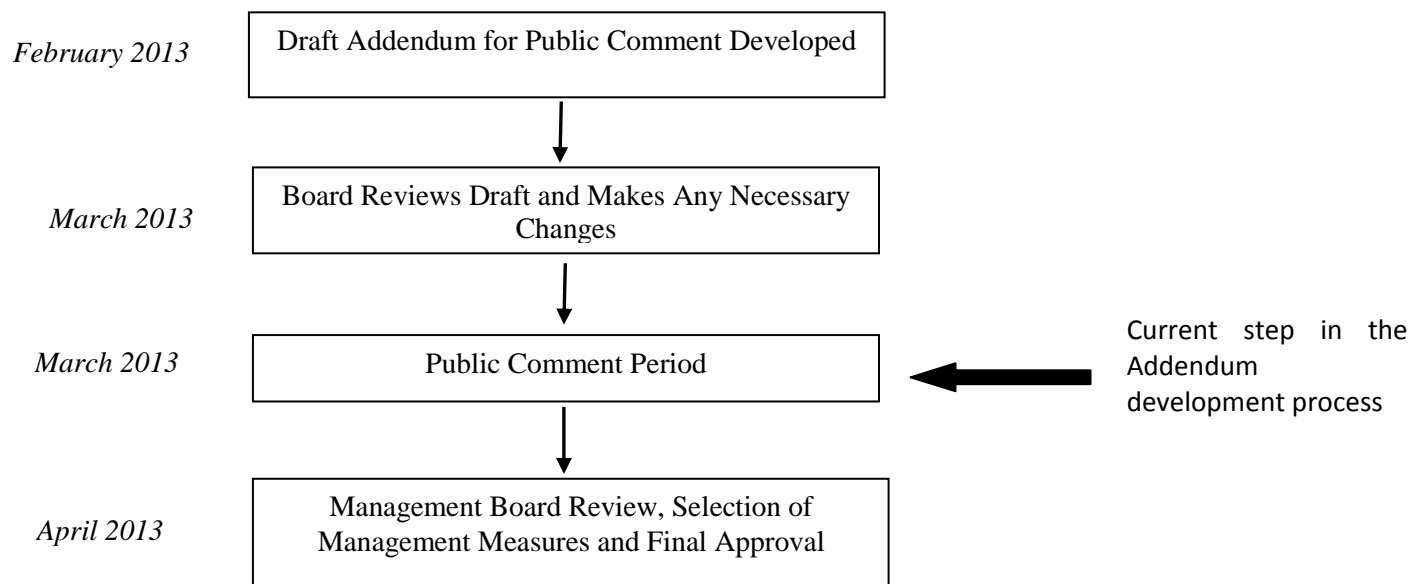 February 2013
Draft Addendum for Public Comment Developed
March 2013
Board Reviews Draft and Makes Any Necessary
Changes
March 2013
Public Comment Period
Current step in the
Addendum
development process
April 2013
Management Board Review, Selection of
Management Measures and Final Approval